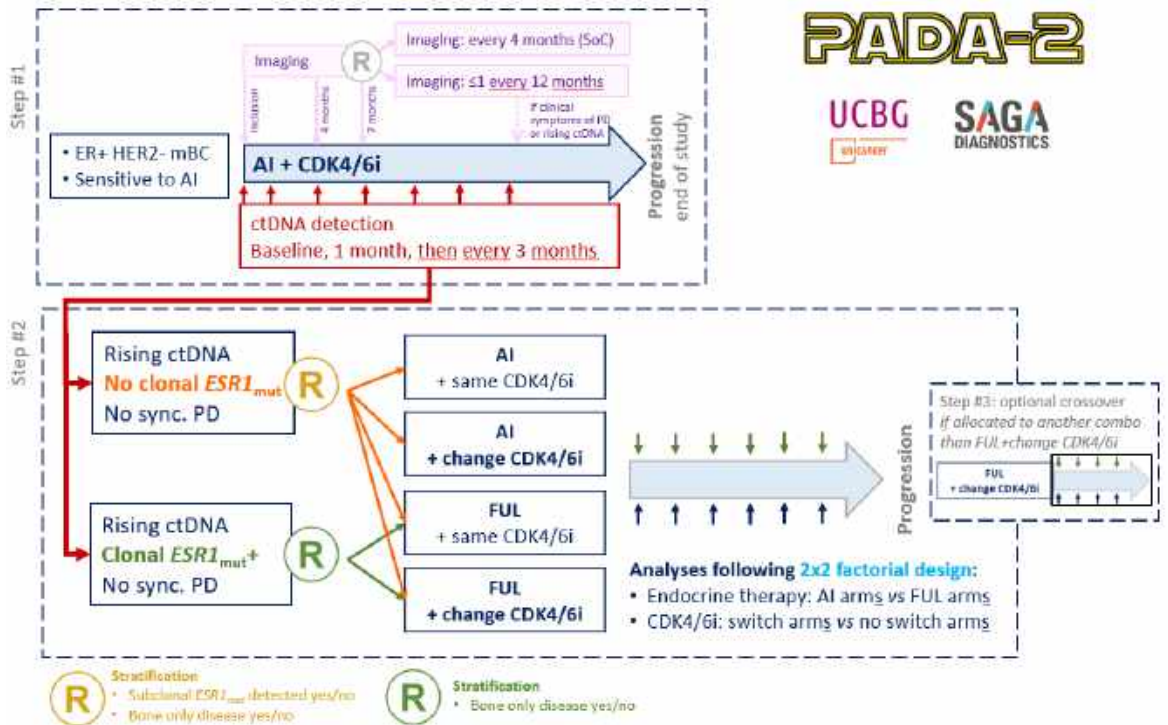 PADA-2
UCBG
unicancer
SAGA
DIAGNOSTICS
Step #1
Imaging
R
Imaging: every 4 months (SoC)
Imaging: ≤1 every 12 months
Inclusion
4 months
7 months
If clinical
symptoms of PD
or rising ctDNA
• ER+ HER2- mBC
• Sensitive to AI
AI + CDK4/6i
Progression
end of study
ctDNA detection
Baseline, 1 month, then every 3 months
Step #2
Rising ctDNA
No clonal ESR1mut
No sync. PD
R
Rising ctDNA
Clonal ESR1mut+
No sync. PD
R
AI
+ same CDK4/6i
AI
+ change CDK4/6i
FUL
+ same CDK4/6i
FUL
+ change CDK4/6i
Progression
Analyses following 2x2 factorial design:
• Endocrine therapy: AI arms vs FUL arms
• CDK4/6i: switch arms vs no switch arms
Step #3: optional crossover
if allocated to another combo
than FUL+change CDK4/6i
FUL
+ change CDK4/6i
R
Stratification
• Subclonal ESR1mut detected yes/no
• Bone only disease yes/no
R
Stratification
• Bone only disease yes/no